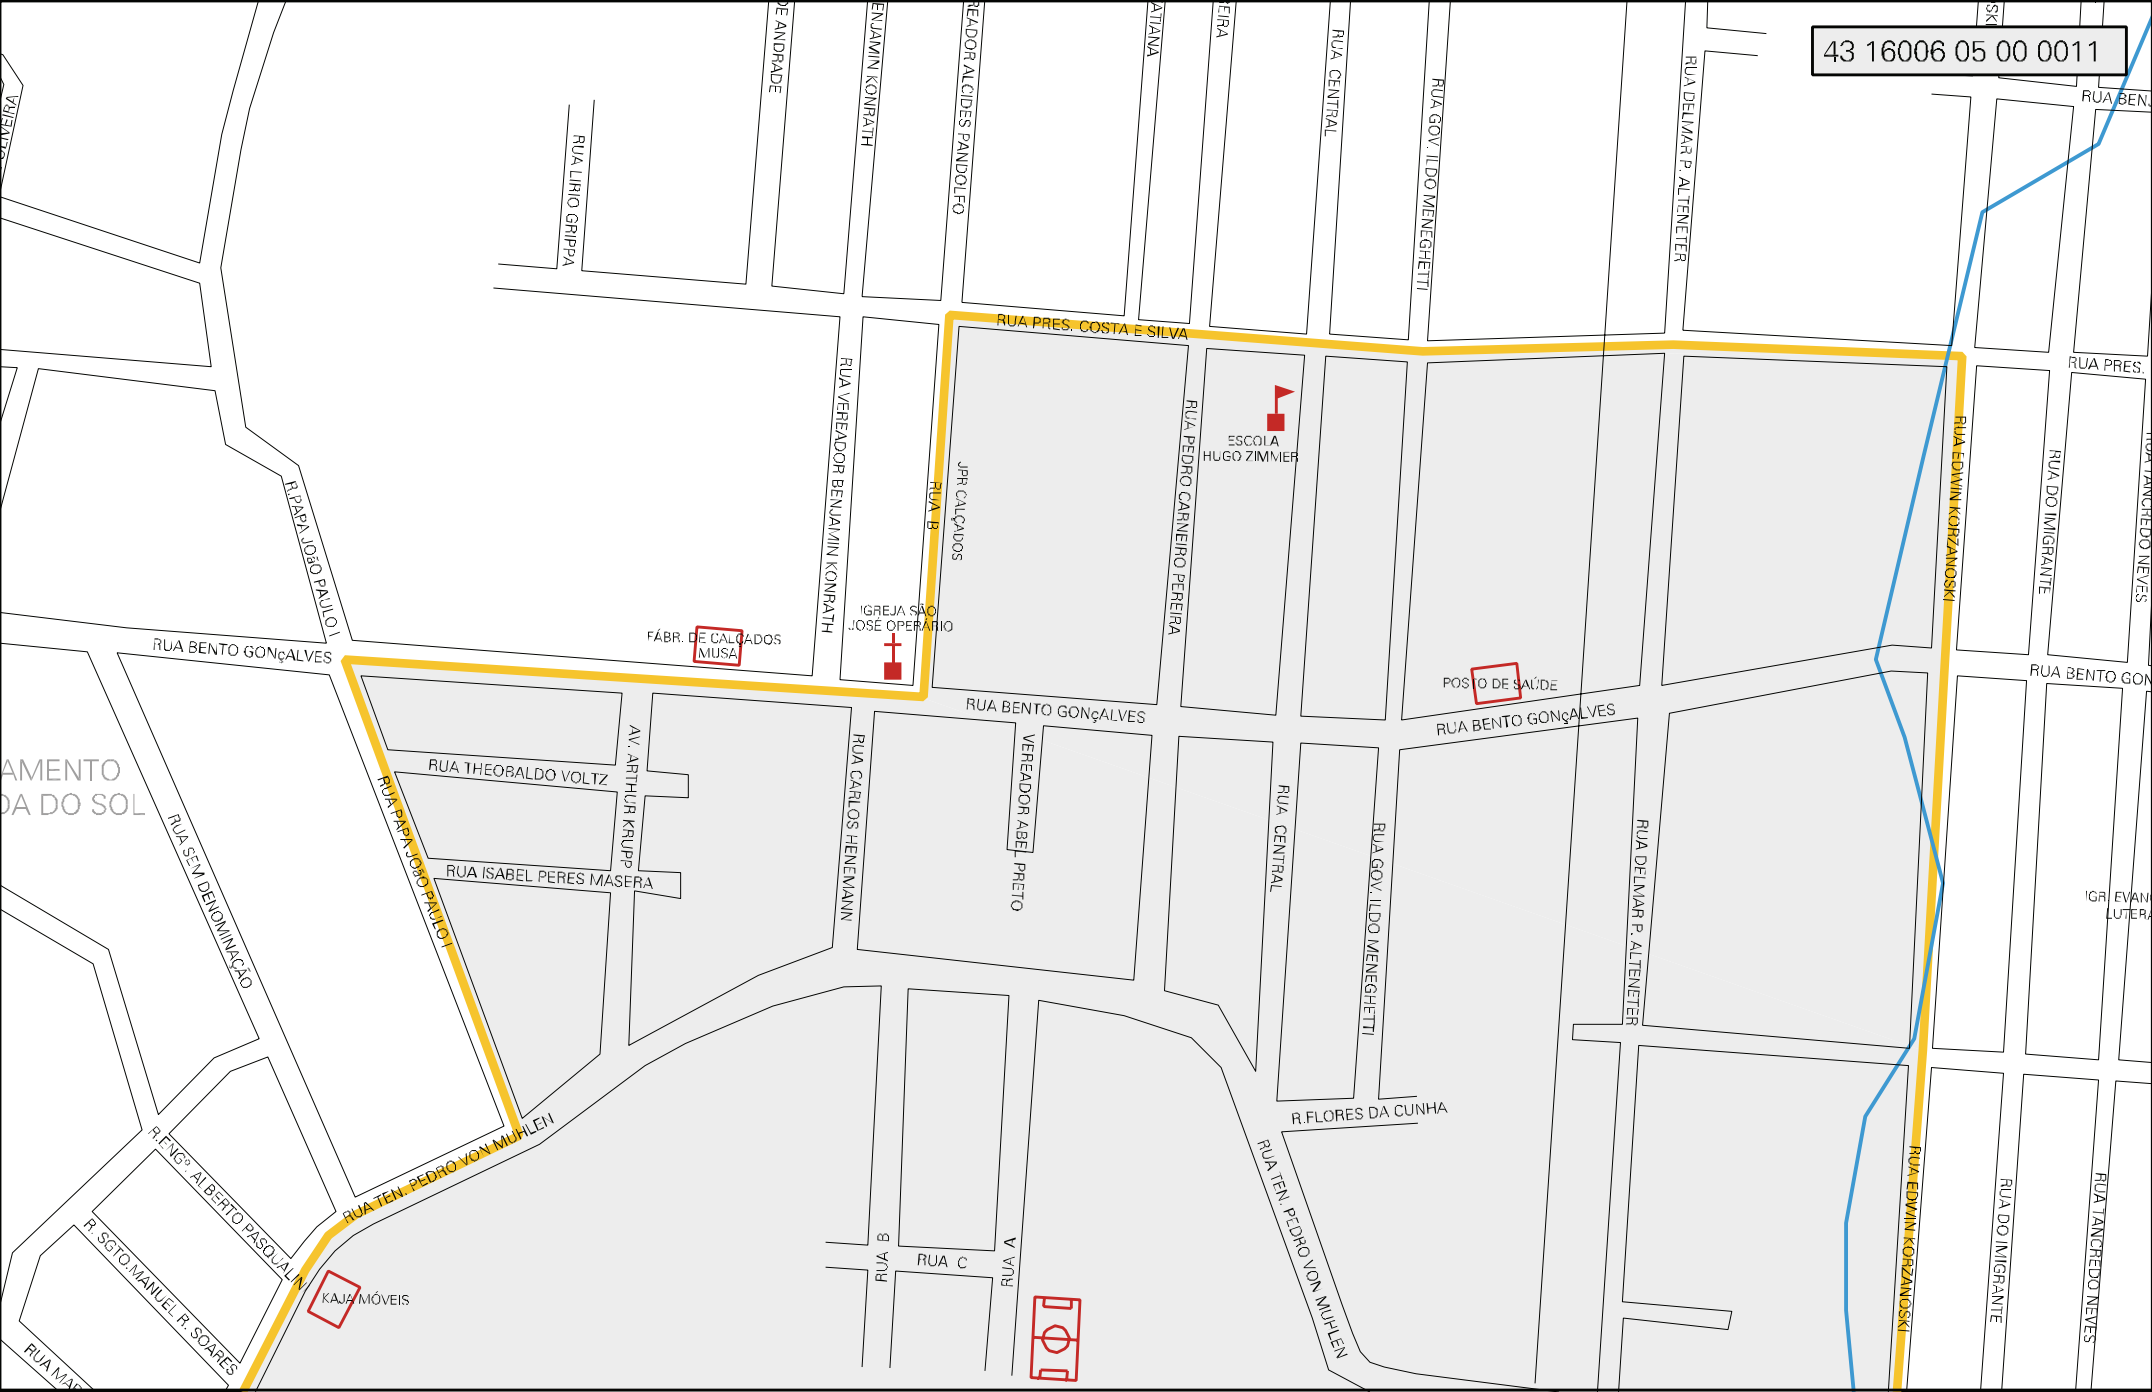 43 16006 05 00 0011
DE ANDRADE
ENJAMIN KONRATH
READOR ALCIDES PANDOLFO
ATIANA
EIRA
RUA CENTRAL
RUA GOV. ILDO MENEGHETTI
RUA DELMAR P. ALTENETER
SKI
RUA BENJ
RUA LIRIO GRIPPA
RUA PRES. COSTA E SILVA
RUA PRES.
RUA VEREADOR BENJAMIN KONRATH
RUA B
JPR CALÇADOS
RUA PEDRO CARNEIRO PEREIRA
ESCOLA
HUGO ZIMMER
RUA EDWIN KORZANOSKI
RUA DO IMIGRANTE
RUA TANCREDO NEVES
R.PAPA JOãO PAULO I
RUA BENTO GONçALVES
FÁBR. DE CALÇADOS
MUSA
IGREJA SÃO
JOSÉ OPERÁRIO
POSTO DE SAÚDE
RUA BENTO GONçALVES
RUA BENTO GONçALVES
RUA BENTO GON
AMENTO
DA DO SOL
RUA THEOBALDO VOLTZ
AV. ARTHUR KRUPP
RUA CARLOS HENEMANN
VEREADOR ABEL PRETO
RUA CENTRAL
RUA GOV. ILDO MENEGHETTI
RUA DELMAR P. ALTENETER
RUA PAPA JOãO PAULO I
RUA SEM DENOMINAÇÃO
RUA ISABEL PERES MASERA
IGR. EVANG
LUTERA
R.FLORES DA CUNHA
RUA TEN. PEDRO VON MUHLEN
RUA TEN. PEDRO VON MUHLEN
R.ENGº. ALBERTO PASQUALINI
R. SGTO.MANUEL R. SOARES
RUA MAR
KAJA MÓVEIS
RUA B
RUA C
RUA A
RUA EDWIN KORZANOSKI
RUA DO IMIGRANTE
RUA TANCREDO NEVES